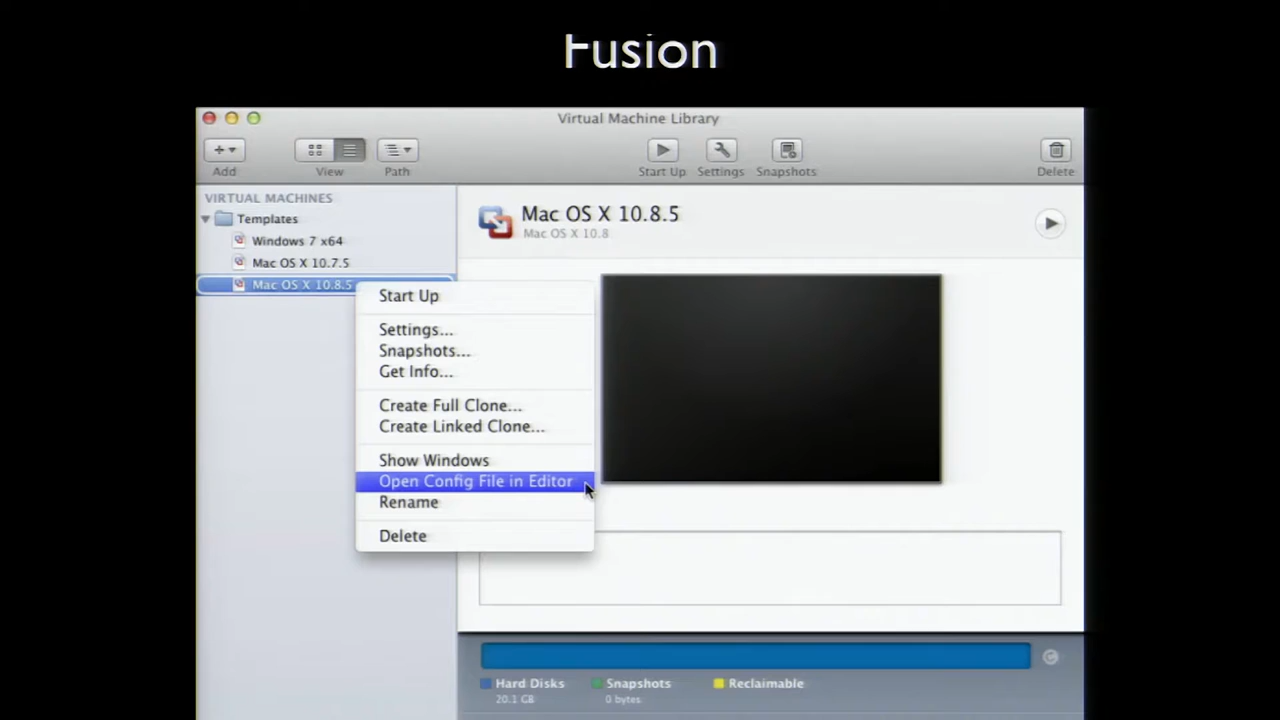 Fusion
Virtual Machine Library
Add
View
Path
Start Up
Settings
Snapshots
Delete
VIRTUAL MACHINES
Templates
Windows 7 x64
Mac OS X 10.7.5
Mac OS X 10.8.5
Mac OS X 10.8.5
Mac OS X 10.8
Start Up
Settings...
Snapshots...
Get Info...
Create Full Clone...
Create Linked Clone...
Show Windows
Open Config File in Editor
Rename
Delete
Hard Disks
20.1 GB
Snapshots
0 bytes
Reclaimable